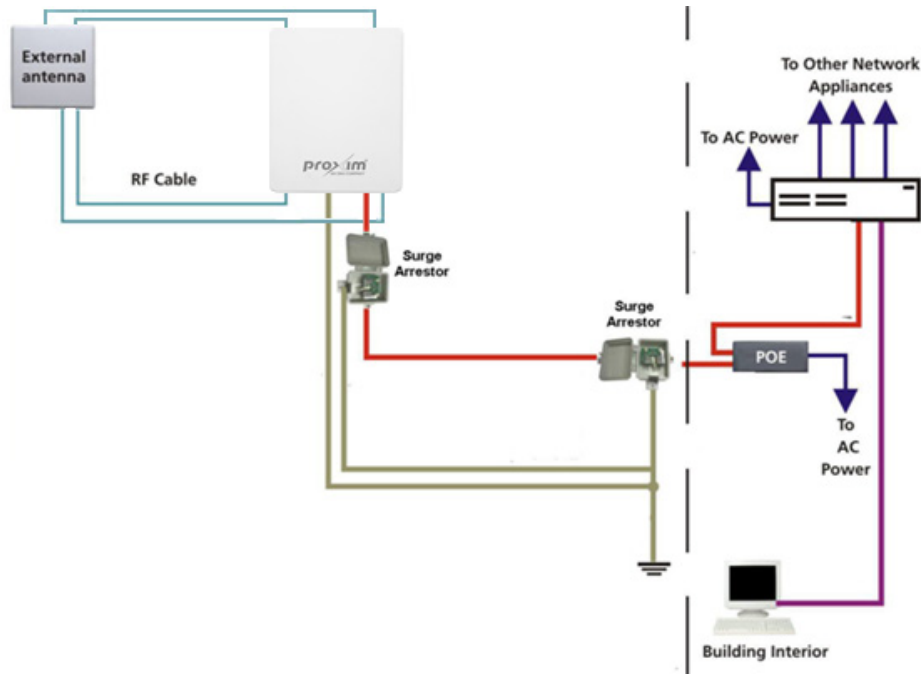 External
antenna
proxim
RF Cable
Surge
Arrestor
Surge
Arrestor
To Other Network
Appliances
To AC Power
POE
To
AC
Power
Building Interior